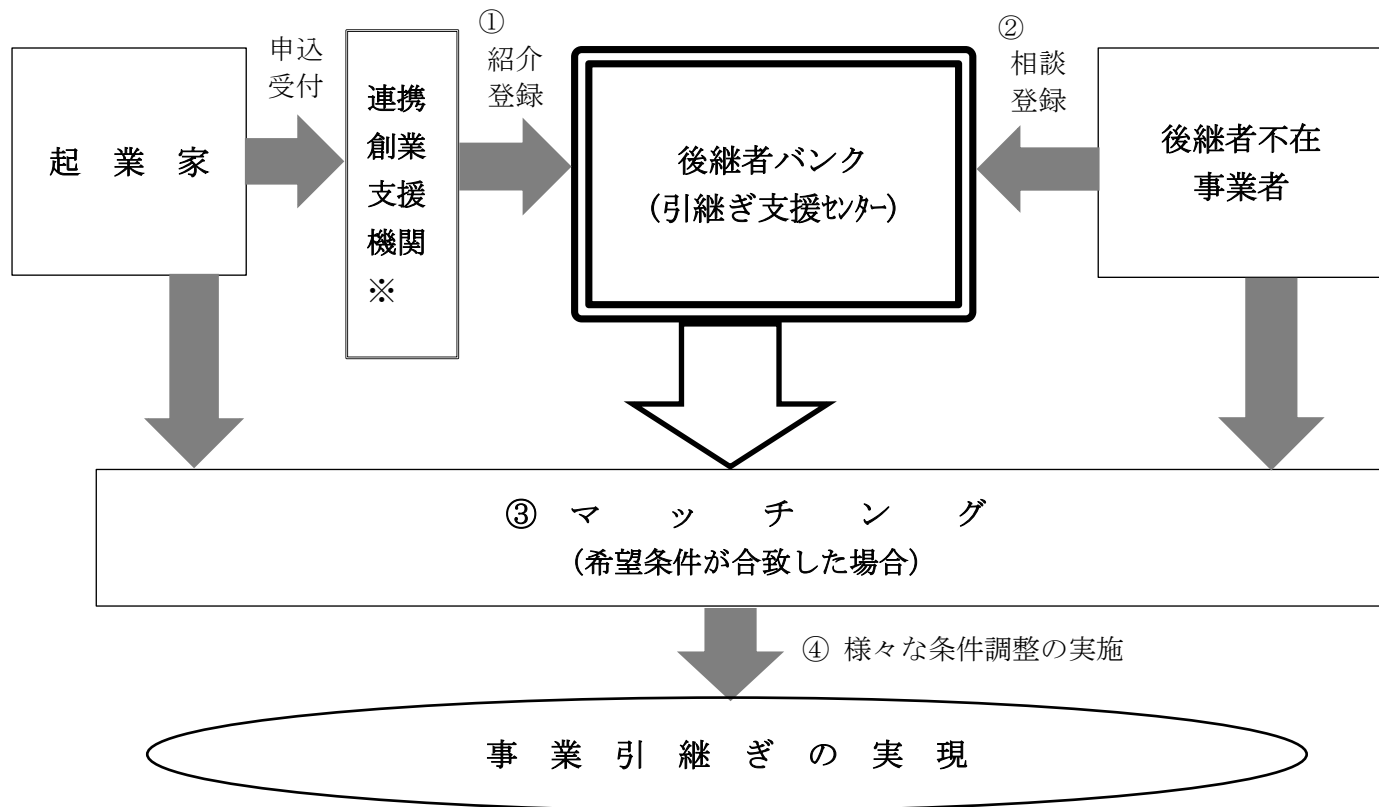 起業家
申込
受付
連携
創業
支援
機関
※
①
紹介
登録
後継者バンク
(引継ぎ支援ｾﾝﾀｰ)
②
相談
登録
後継者不在
事業者
③ マッチング
(希望条件が合致した場合)
④ 様々な条件調整の実施
事業引継ぎの実現